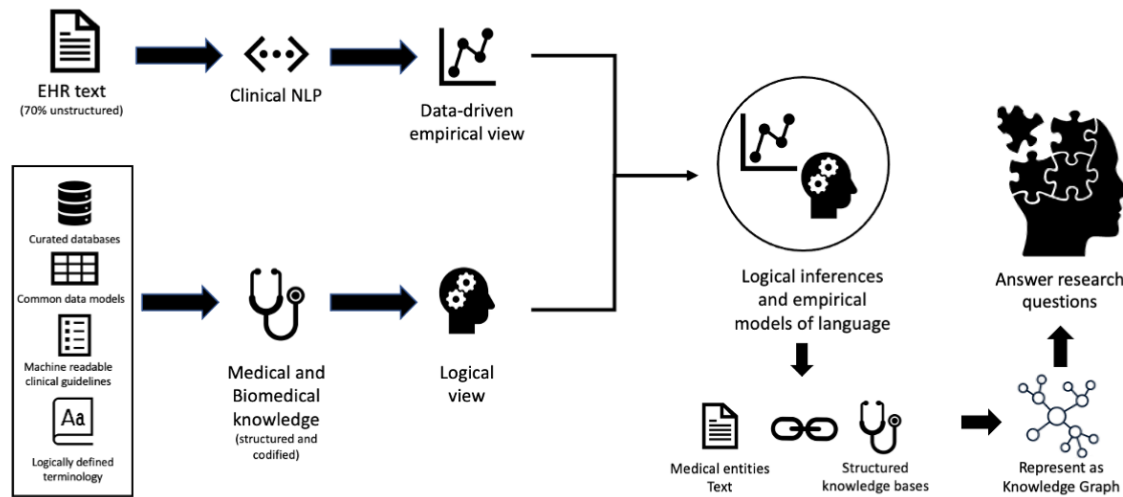 EHR text
(70% unstructured)
Clinical NLP
Data-driven
empirical view
Curated databases
Common data models
Machine readable
clinical guidelines
Aa
Logically defined
terminology
Medical and
Biomedical
knowledge
(structured and
codified)
Logical
view
Logical inferences
and empirical
models of language
Medical entities
Text
Structured
knowledge bases
Represent as
Knowledge Graph
Answer research
questions